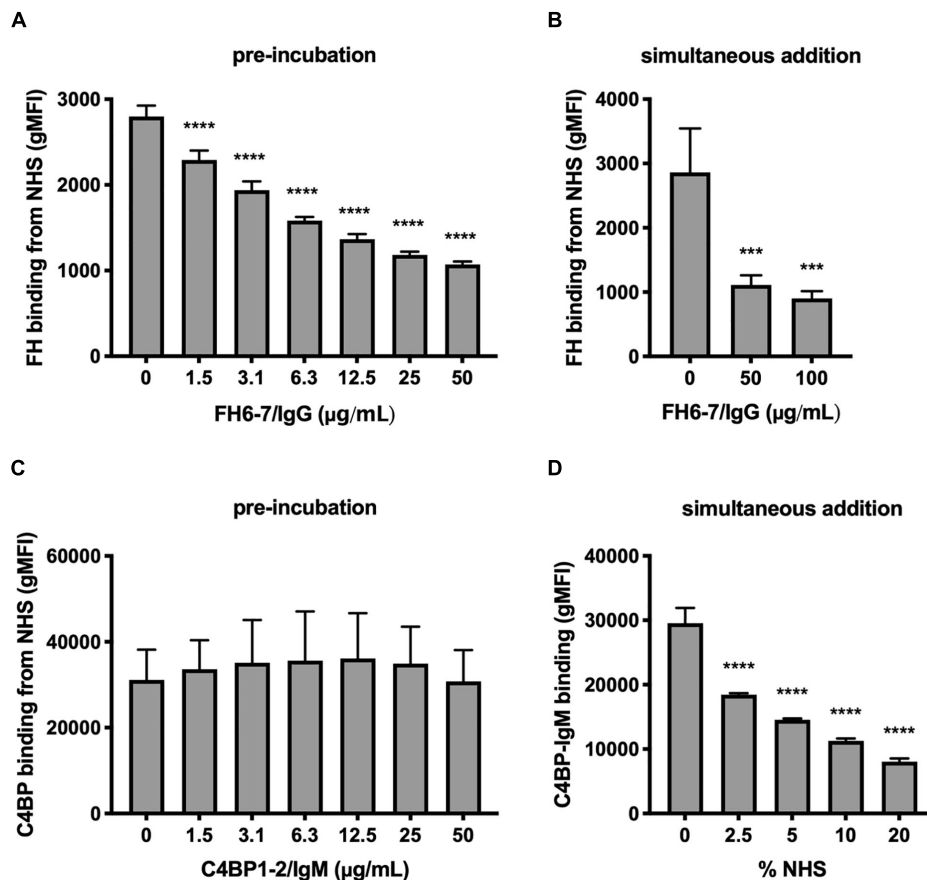 A
pre-incubation
FH binding from NHS (gMFI)
3000
2000
1000
0
**** **** **** **** **** ****
0 1.5 3.1 6.3 12.5 25 50
FH6-7/IgG (µg/mL)
B
simultaneous addition
FH binding from NHS (gMFI)
4000
3000
2000
1000
0
*** ***
0 50 100
FH6-7/IgG (µg/mL)
C
pre-incubation
C4BP binding from NHS (gMFI)
60000
40000
20000
0
0 1.5 3.1 6.3 12.5 25 50
C4BP1-2/IgM (µg/mL)
D
simultaneous addition
C4BP-IgM binding (gMFI)
40000
30000
20000
10000
0
**** **** **** ****
0 2.5 5 10 20
% NHS